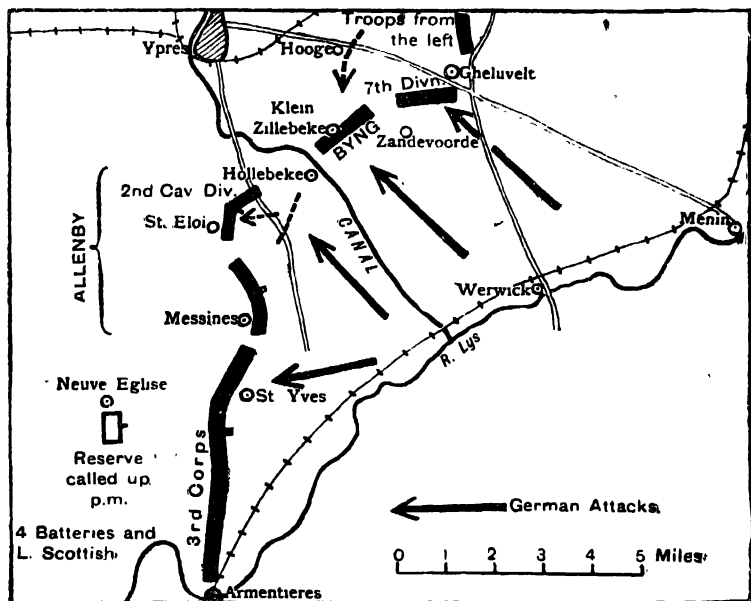 Troops from
the left
Ypres
Hooge
Gheluvelt
7th Divn.
Klein
Zillebeke
BYNG
Zandevoorde
Hollebeke
2nd Cav Div.
St. Eloi
ALLENBY
CANAL
Menin
Werwick
Messines
R. Lys
Neuve Eglise
St Yves
Reserve
called up
p.m.
3rd Corps
German Attacks
4 Batteries and
L. Scottish
0 1 2 3 4 5 Miles
Armentieres